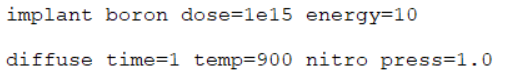 implant boron dose=1e15 energy=10
diffuse time=1 temp=900 nitro press=1.0